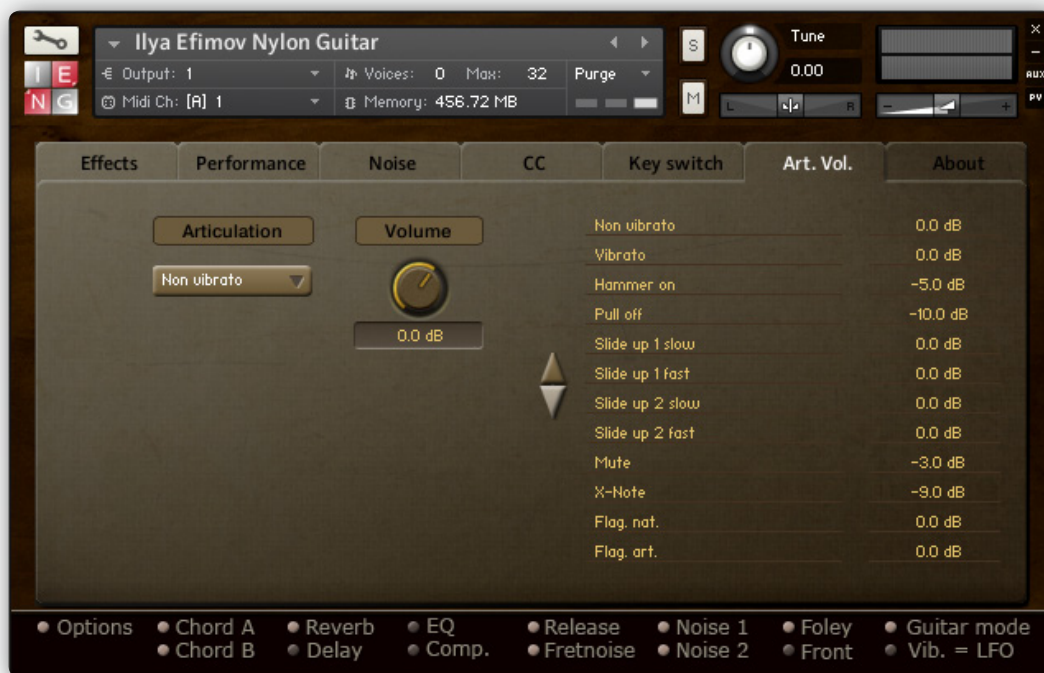 Ilya Efimov Nylon Guitar
Output: 1
Voices: 0 Max: 32
Purge
Midi Ch: [A] 1
Memory: 456.72 MB
S
M
Tune
0.00
L R
- +
×
–
AUX
PV
I E
N G
Effects Performance Noise CC Key switch Art. Vol. About
Articulation
Volume
Non vibrato
0.0 dB
Non vibrato 0.0 dB
Vibrato 0.0 dB
Hammer on -5.0 dB
Pull off -10.0 dB
Slide up 1 slow 0.0 dB
Slide up 1 fast 0.0 dB
Slide up 2 slow 0.0 dB
Slide up 2 fast 0.0 dB
Mute -3.0 dB
X-Note -9.0 dB
Flag. nat. 0.0 dB
Flag. art. 0.0 dB
Options Chord A Reverb EQ Release Noise 1 Foley Guitar mode
Chord B Delay Comp. Fretnoise Noise 2 Front Vib. = LFO